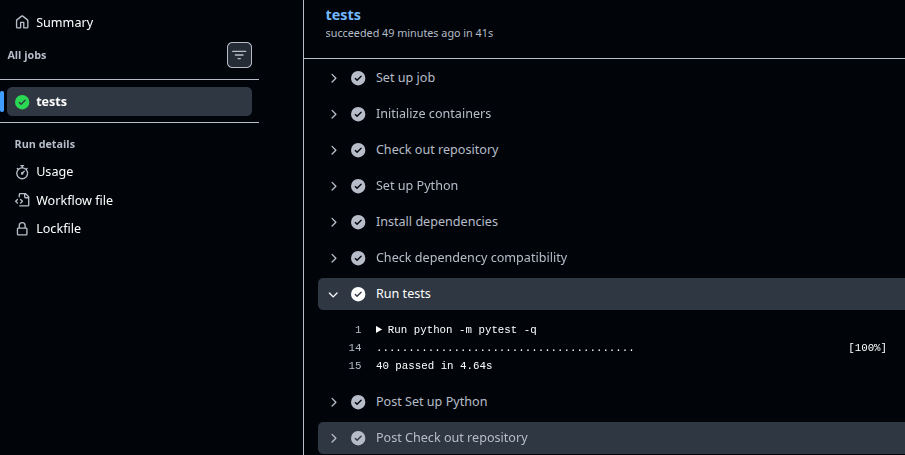 Summary
All jobs
tests
Run details
Usage
Workflow file
Lockfile
tests
succeeded 49 minutes ago in 41s
Set up job
Initialize containers
Check out repository
Set up Python
Install dependencies
Check dependency compatibility
Run tests
1 Run python -m pytest -q
14 ........................................ [100%]
15 40 passed in 4.64s
Post Set up Python
Post Check out repository